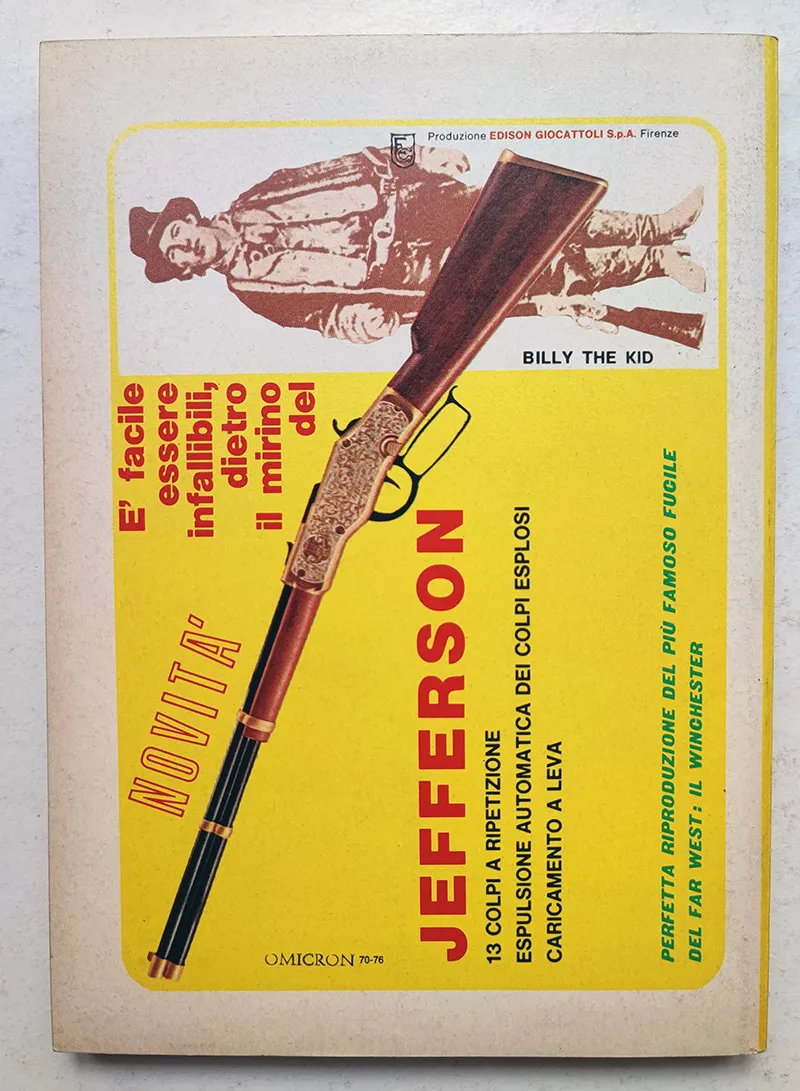 Produzione EDISON GIOCATTOLI S.p.A. Firenze
BILLY THE KID
E' facile
essere
infallibili,
dietro
il mirino
del
NOVITA'
JEFFERSON
13 COLPI A RIPETIZIONE
ESPULSIONE AUTOMATICA DEI COLPI ESPLOSI
CARICAMENTO A LEVA
PERFETTA RIPRODUZIONE DEL PIÙ FAMOSO FUCILE
DEL FAR WEST: IL WINCHESTER
OMICRON 70-76